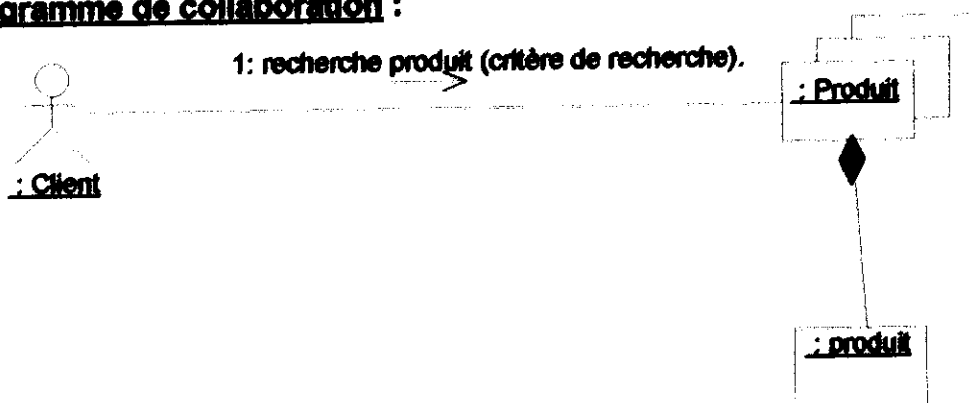 gramme de collaboration :
1: recherche produit (critère de recherche).
: Produit
: Client
: produit